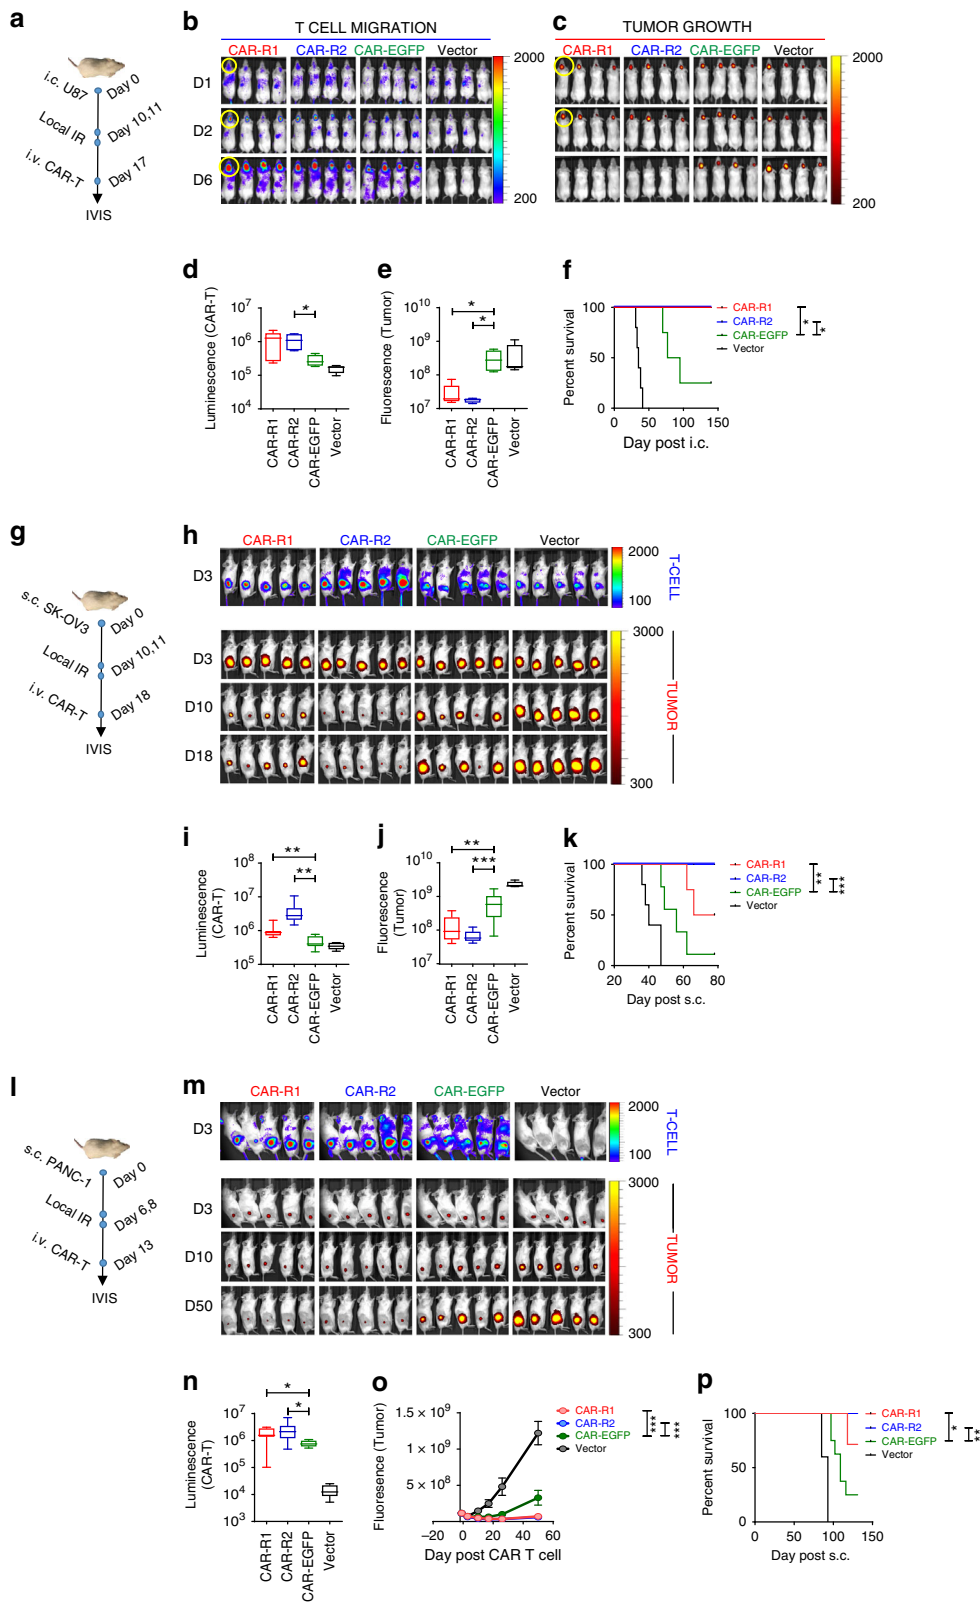 a
i.c. U87
Day 0
Local IR
Day 10,11
i.v. CAR-T
Day 17
IVIS
b
T CELL MIGRATION
CAR-R1 CAR-R2 CAR-EGFP Vector
D1
D2
D6
2000
200
c
TUMOR GROWTH
CAR-R1 CAR-R2 CAR-EGFP Vector
2000
200
d
Luminescence (CAR-T)
10^7
10^6
10^5
10^4
*
CAR-R1
CAR-R2
CAR-EGFP
Vector
e
Fluorescence (Tumor)
10^10
10^9
10^8
10^7
*
*
CAR-R1
CAR-R2
CAR-EGFP
Vector
f
Percent survival
100
50
0
0 50 100 150
Day post i.c.
CAR-R1
CAR-R2
CAR-EGFP
Vector
*
*
g
s.c. SK-OV3
Day 0
Local IR
Day 10,11
i.v. CAR-T
Day 18
IVIS
h
CAR-R1 CAR-R2 CAR-EGFP Vector
D3
2000
100
T-CELL
D3
D10
D18
3000
300
TUMOR
i
Luminescence
(CAR-T)
10^8
10^7
10^6
10^5
**
**
CAR-R1
CAR-R2
CAR-EGFP
Vector
j
Fluorescence
(Tumor)
10^10
10^9
10^8
10^7
**
***
CAR-R1
CAR-R2
CAR-EGFP
Vector
k
Percent survival
100
50
0
20 40 60 80
Day post s.c.
CAR-R1
CAR-R2
CAR-EGFP
Vector
**
***
l
s.c. PANC-1
Day 0
Local IR
Day 6,8
i.v. CAR-T
Day 13
IVIS
m
CAR-R1 CAR-R2 CAR-EGFP Vector
D3
2000
100
T-CELL
D3
D10
D50
3000
300
TUMOR
n
Luminescence
(CAR-T)
10^7
10^6
10^5
10^4
10^3
*
*
CAR-R1
CAR-R2
CAR-EGFP
Vector
o
Fluoresence (Tumor)
1.5 × 10^9
1 × 10^9
5 × 10^8
–20 0 20 40 60
Day post CAR T cell
CAR-R1
CAR-R2
CAR-EGFP
Vector
***
***
p
Percent survival
100
50
0
0 50 100 150
Day post s.c.
CAR-R1
CAR-R2
CAR-EGFP
Vector
*
**